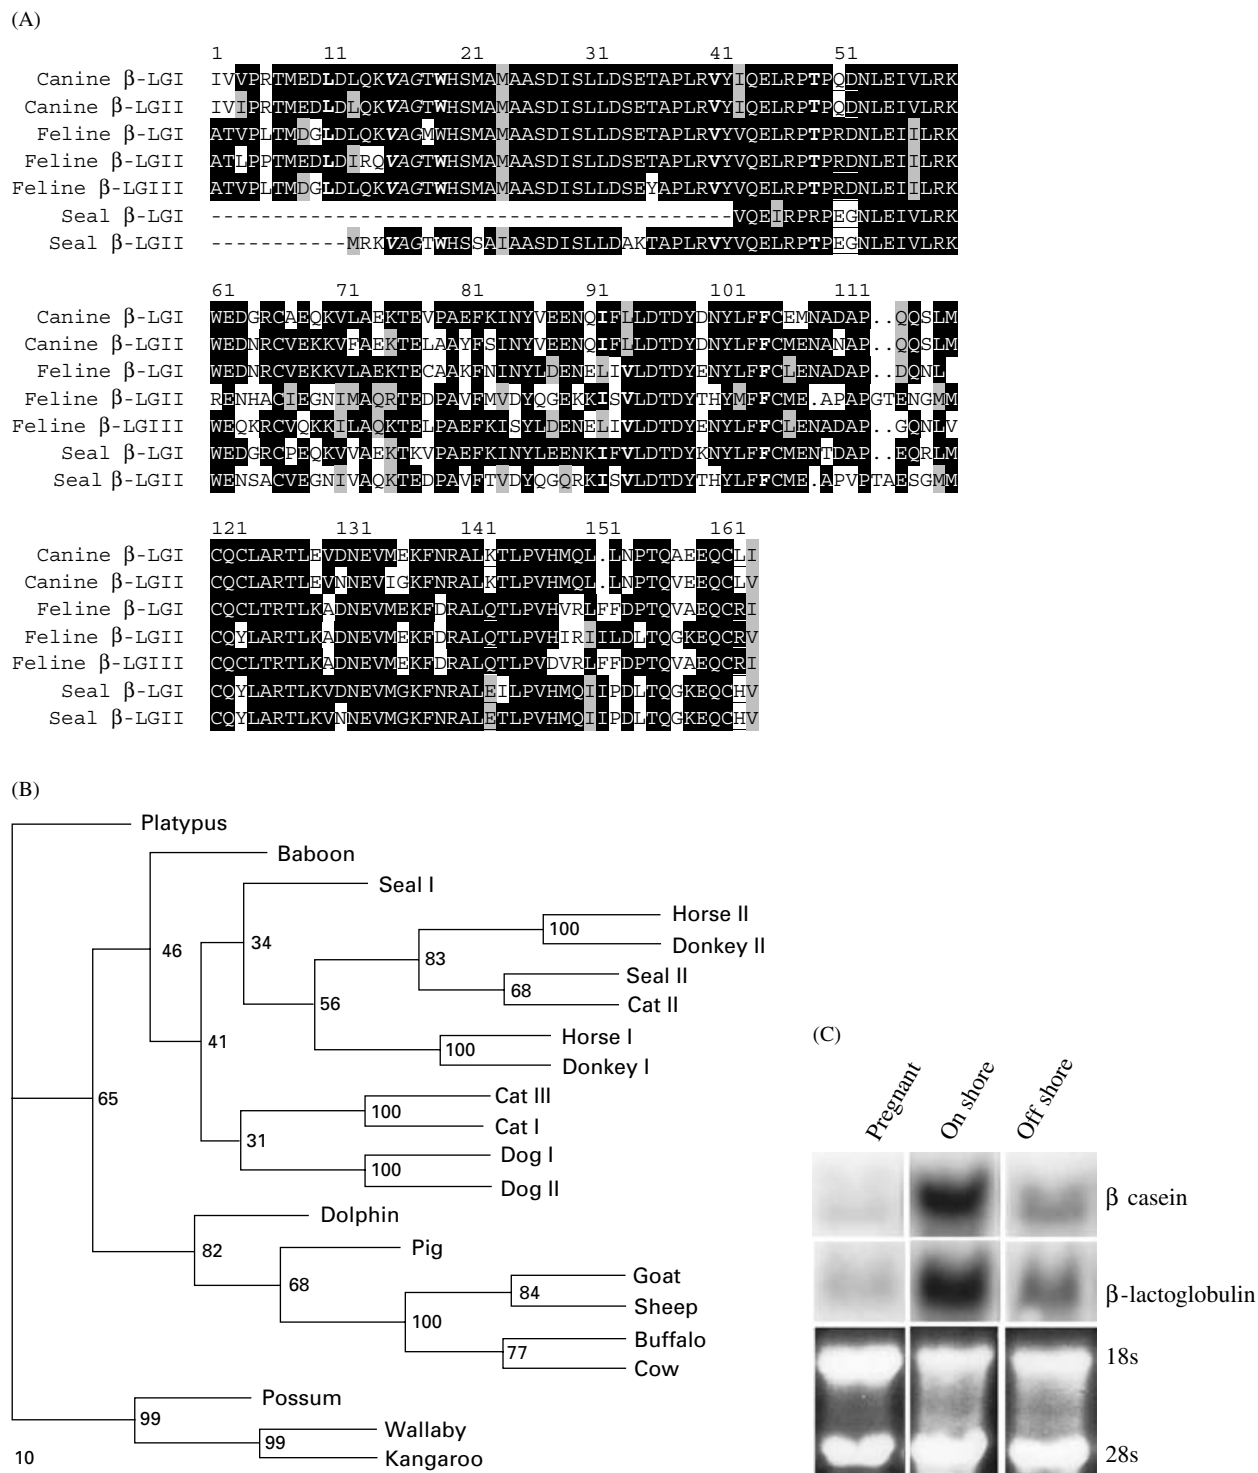 (A)
1 11 21 31 41 51
Canine β-LGI IVVPRTMEDLDLQKVAGTWHSMAMAASDISLLDSETAPLRVYIQELRPTPQDNLEIVLRK
Canine β-LGII IVIPRTMEDLDLQKVAGTWHSMAMAASDISLLDSETAPLRVYIQELRPTPQDNLEIVLRK
Feline β-LGI ATVPLTMDGLDLQKVAGMWHSMAMAASDISLLDSETAPLRVYVQELRPTPRDNLEIILRK
Feline β-LGII ATLPPTMEDLDIRQVAGTWHSMAMAASDISLLDSETAPLRVYVQELRPTPRDNLEIILRK
Feline β-LGIII ATVPLTMDGLDLQKVAGTWHSMAMAASDISLLDSEYAPLRVYVQELRPTPRDNLEIILRK
Seal β-LGI ------------------------------------------VQEIRPRPEGNLEIVLRK
Seal β-LGII -----------MRKVAGTWHSSAIAASDISLLDAKTAPLRVYVQELRPTPEGNLEIVLRK
61 71 81 91 101 111
Canine β-LGI WEDGRCAEQKVLAEKTEVPAEFKINYVEENQIFLLDTDYDNYLFFCEMNADAP..QQSLM
Canine β-LGII WEDNRCVEKKVFAEKTELAAYFSINYVEENQIFLLDTDYDNYLFFCMENANAP..QQSLM
Feline β-LGI WEDNRCVEKKVLAEKTECAAKFNINYLDENELIVLDTDYENYLFFCLENADAP..DQNL
Feline β-LGII RENHACIEGNIMAQRTEDPAVFMVDYQGEKKISVLDTDYTHYMFFCME.APAPGTENGMM
Feline β-LGIII WEQKRCVQKKILAQKTELPAEFKISYLDENELIVLDTDYENYLFFCLENADAP..GQNLV
Seal β-LGI WEDGRCPEQKVVAEKTKVPAEFKINYLEENKIFVLDTDYKNYLFFCMENTDAP..EQRLM
Seal β-LGII WENSACVEGNIVAQKTEDPAVFTVDYQGQRKISVLDTDYTHYLFFCME.APVPTAESGMM
121 131 141 151 161
Canine β-LGI CQCLARTLEVDNEVMEKFNRALKTLPVHMQL.LNPTQAEEQCLI
Canine β-LGII CQCLARTLEVNNEVIGKFNRALKTLPVHMQL.LNPTQVEEQCLV
Feline β-LGI CQCLTRTLKADNEVMEKFDRALQTLPVHVRLFFDPTQVAEQCRI
Feline β-LGII CQYLARTLKADNEVMEKFDRALQTLPVHIRIILDLTQGKEQCRV
Feline β-LGIII CQCLTRTLKADNEVMEKFDRALQTLPVDVRLFFDPTQVAEQCRI
Seal β-LGI CQYLARTLKVDNEVMGKFNRALEILPVHMQIIPDLTQGKEQCHV
Seal β-LGII CQYLARTLKVNNEVMGKFNRALETLPVHMQIIPDLTQGKEQCHV
(B)
Platypus
Baboon
Seal I
Horse II
100
Donkey II
46
34
83
Seal II
68
Cat II
56
Horse I
41
100
Donkey I
65
Cat III
100
Cat I
31
Dog I
100
Dog II
Dolphin
82
Pig
68
Goat
84
Sheep
100
Buffalo
77
Cow
Possum
99
Wallaby
99
Kangaroo
10
(C)
Pregnant
On shore
Off shore
β casein
β-lactoglobulin
18s
28s